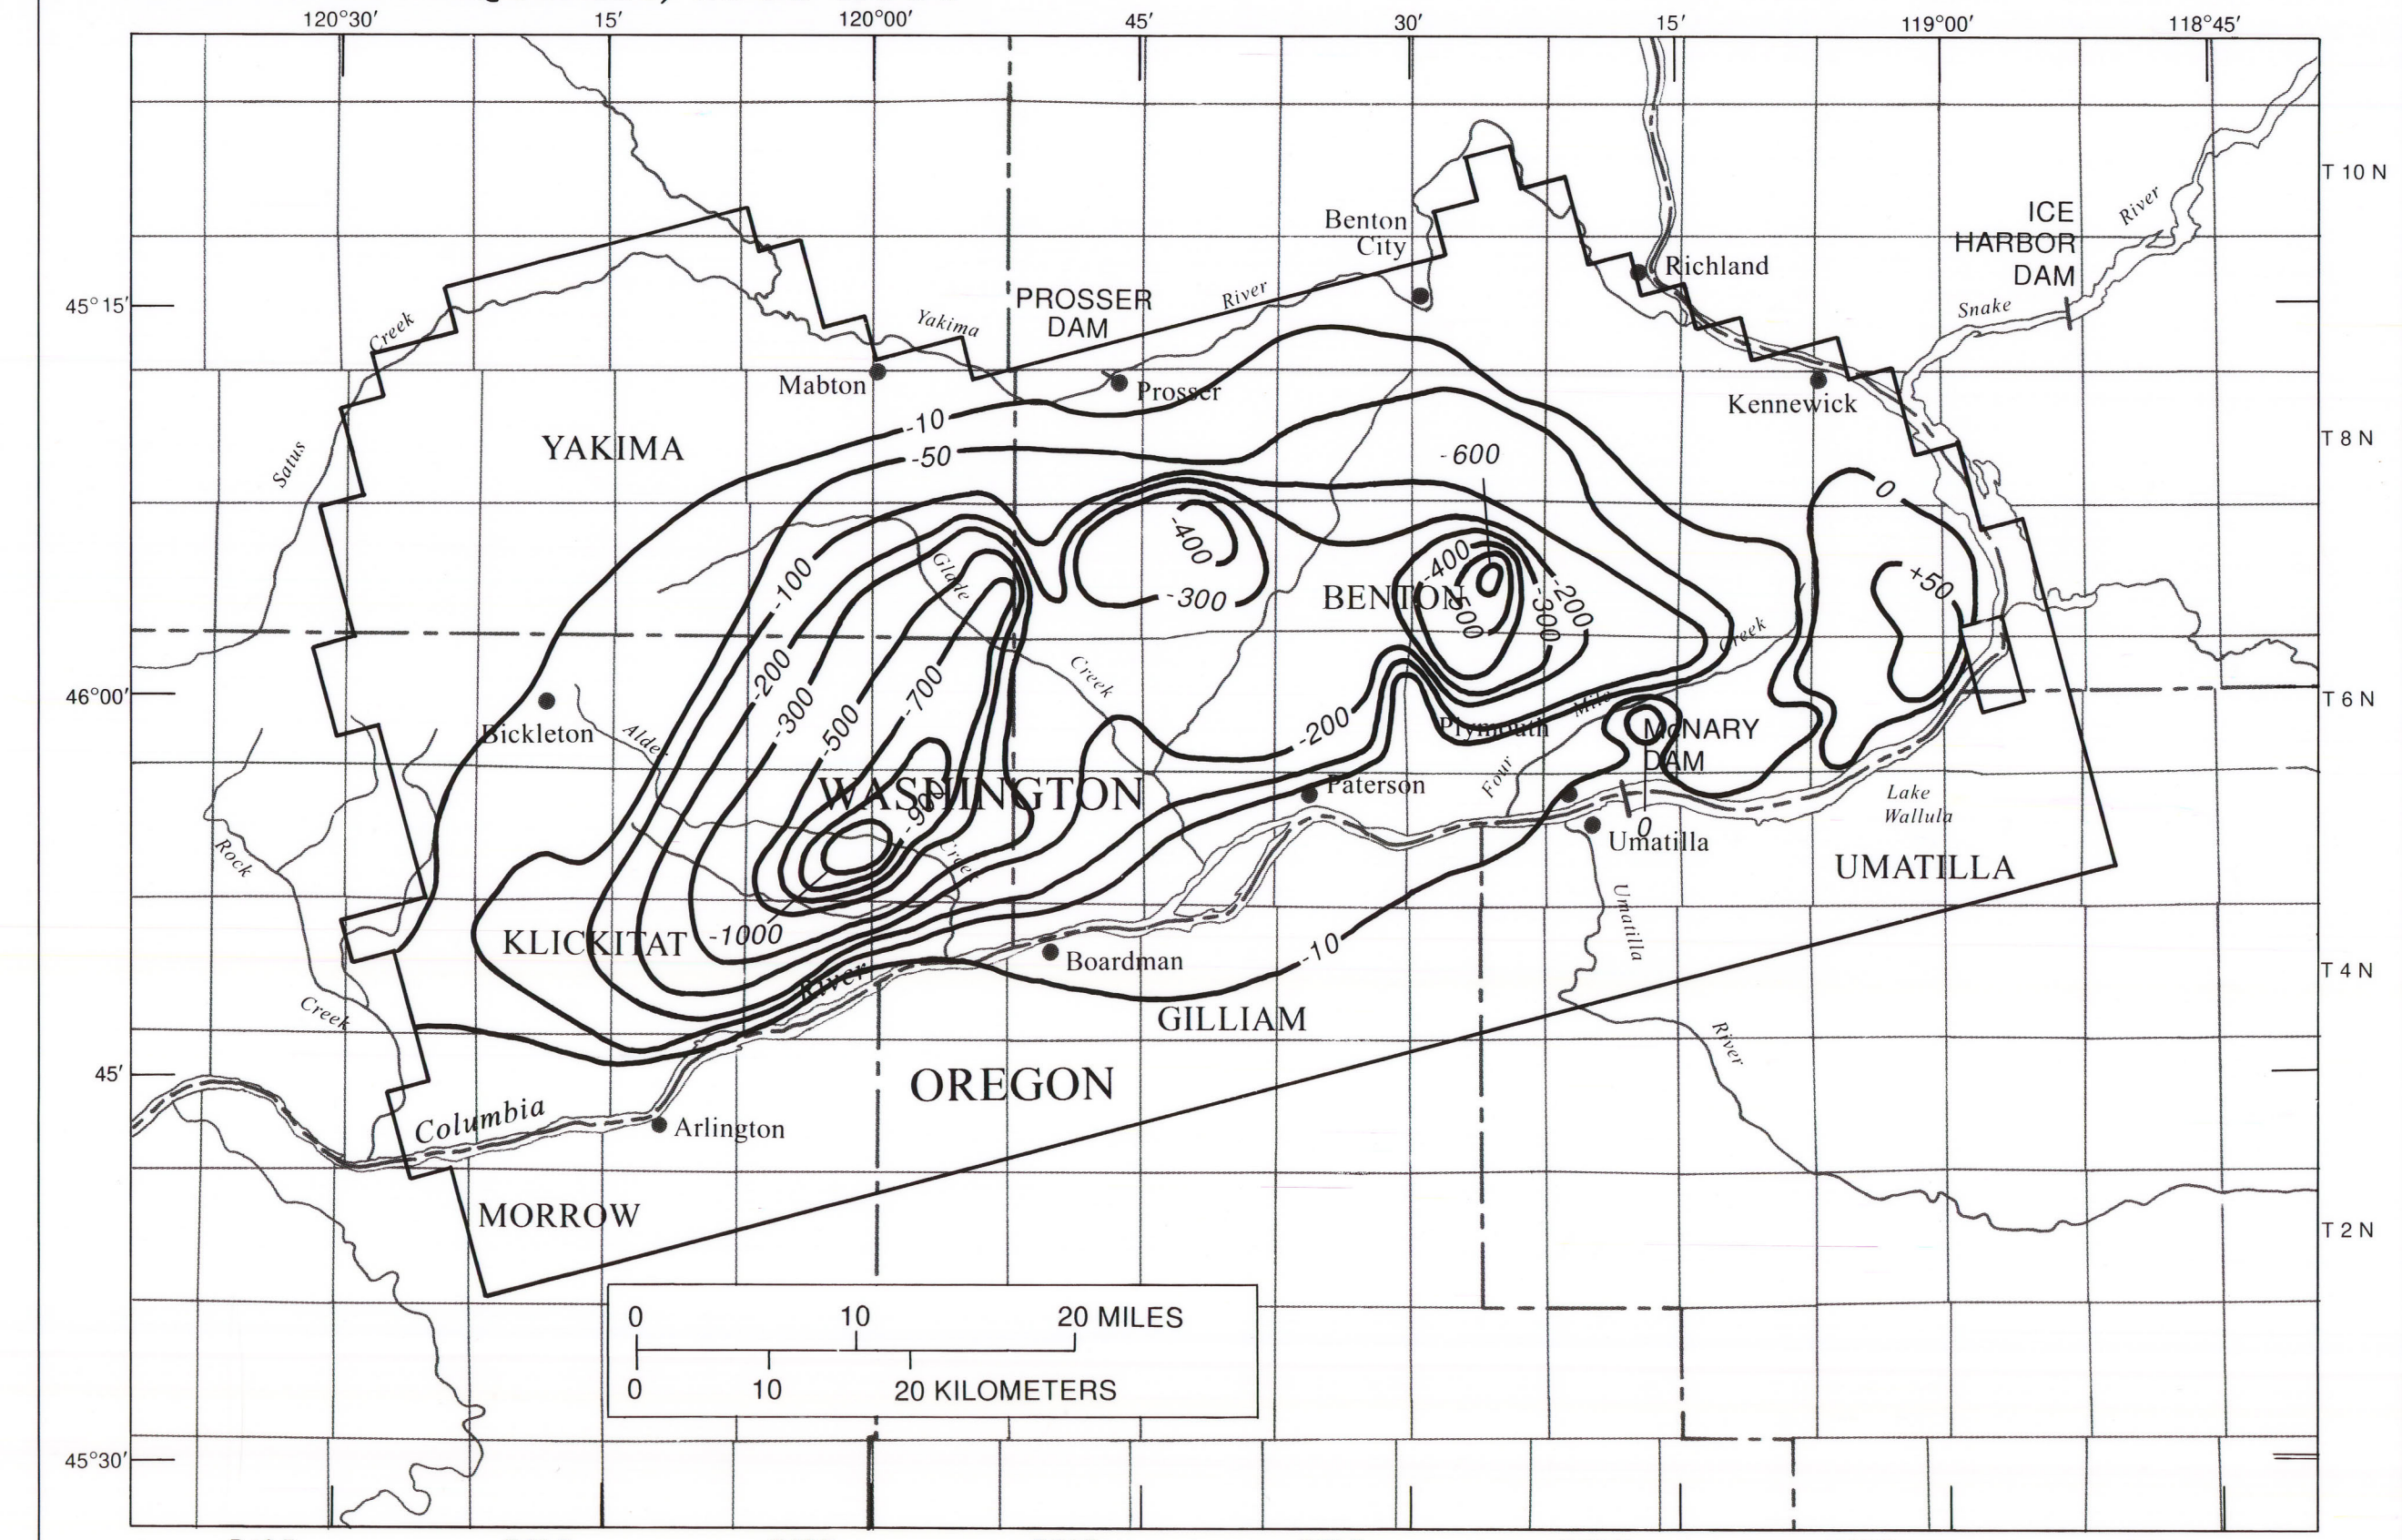 120°30′ 15′ 120°00′ 45′ 30′ 15′ 119°00′ 118°45′
T 10 N
ICE
HARBOR
DAM
River
Benton
City
Richland
45°15′
Creek
PROSSER
DAM
River
Yakima
Snake
Mabton
Prosser
Kennewick
-10
YAKIMA
T 8 N
-50
-600
Satus
0
-400
-400
Glade
-100
+50
-300
BENTON
-200
-300
500
Creek
-200
Creek
-700
46°00′
T 6 N
-300
-500
-200
Mile
Bickleton
Alder
Plymouth
McNARY
DAM
Four
WASHINGTON
-900
Paterson
Lake
Wallula
0
Umatilla
Rock
Creek
UMATILLA
Umatilla
KLICKITAT
-1000
-10
Boardman
T 4 N
River
Creek
GILLIAM
River
45′
OREGON
Columbia
Arlington
MORROW
T 2 N
0 10 20 MILES
0 10 20 KILOMETERS
45°30′